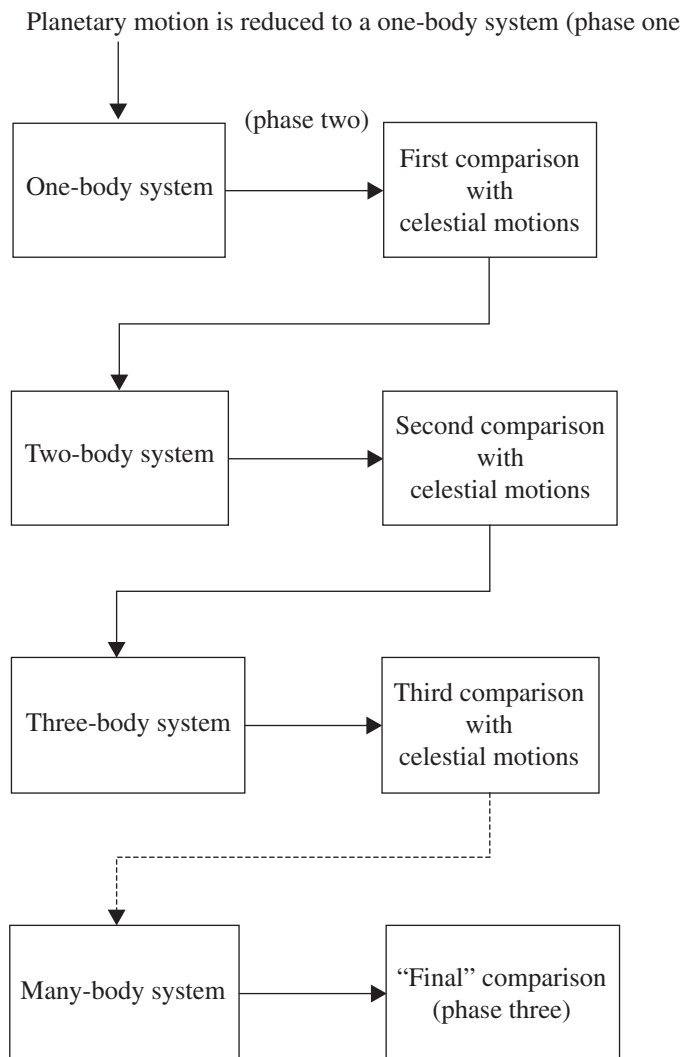 Planetary motion is reduced to a one-body system (phase one
(phase two)
One-body system
First comparison
with
celestial motions
Two-body system
Second comparison
with
celestial motions
Three-body system
Third comparison
with
celestial motions
Many-body system
“Final” comparison
(phase three)